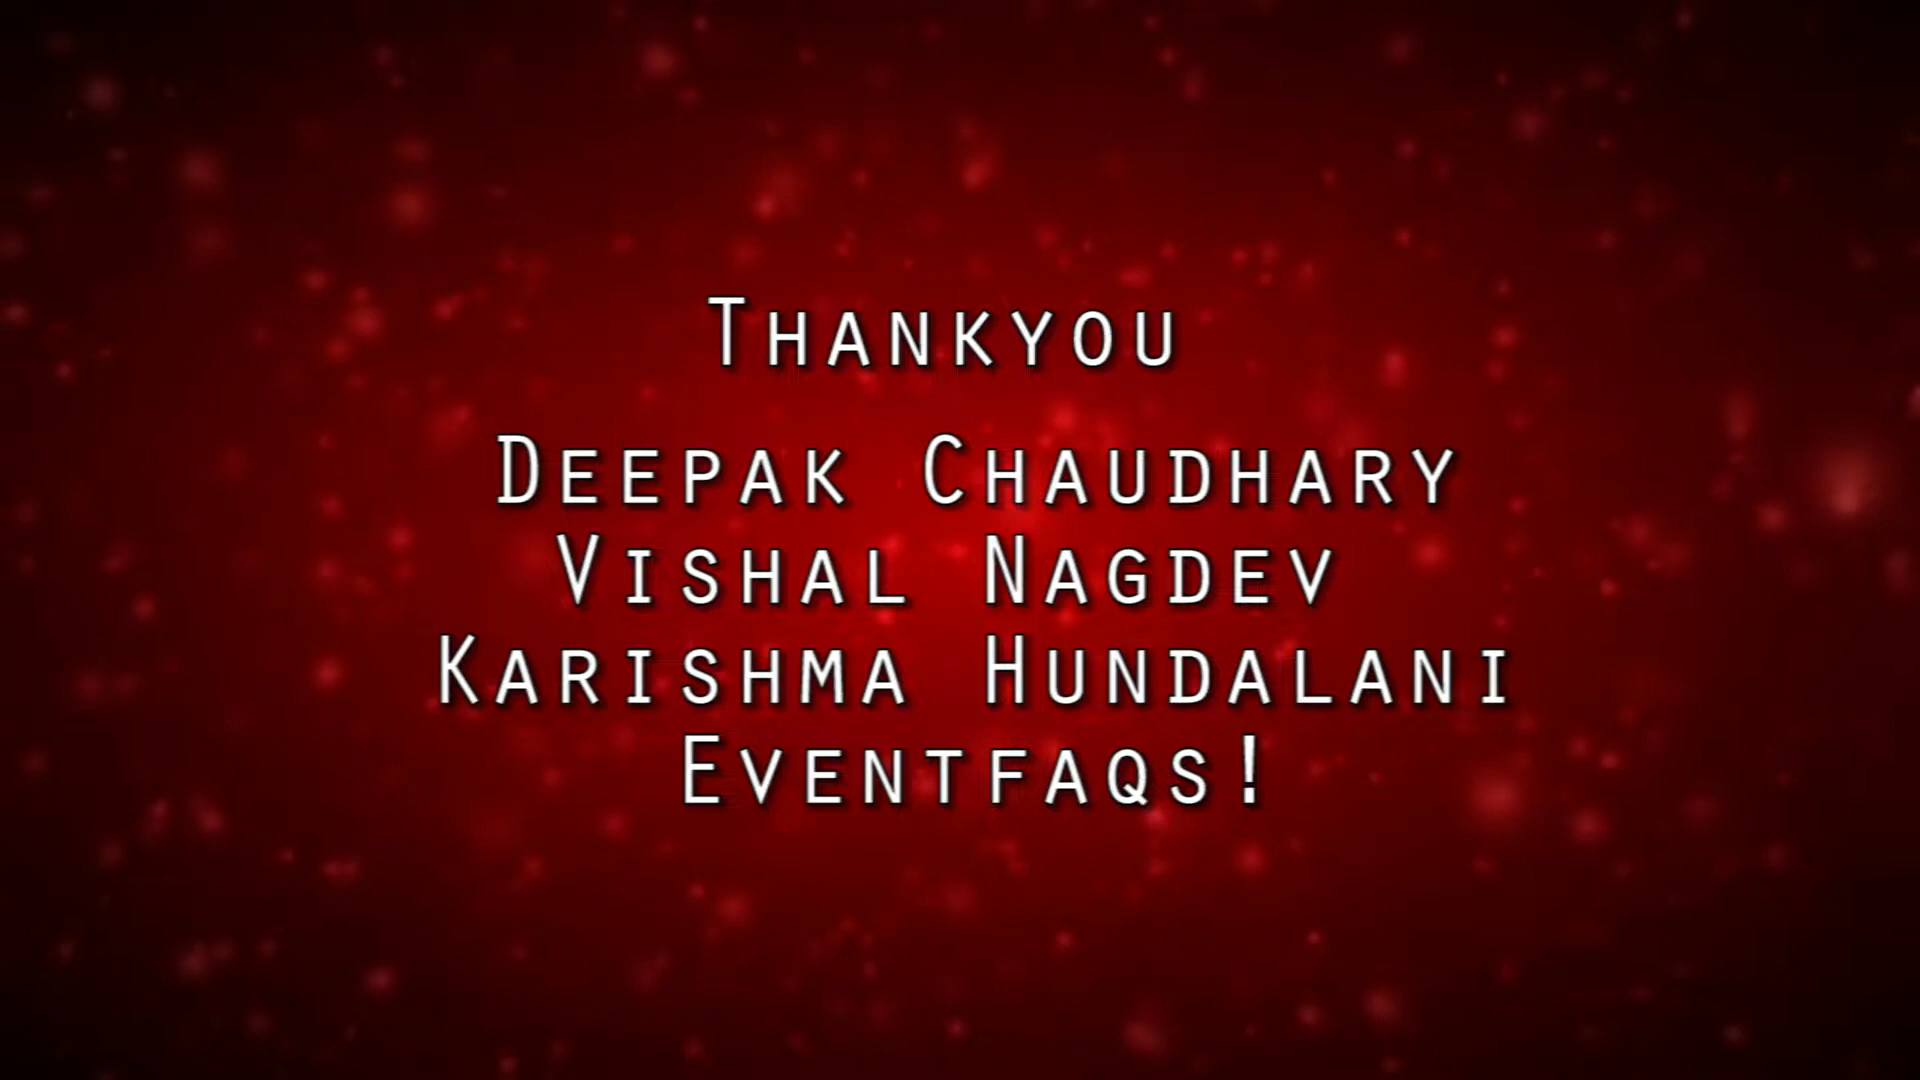 Thankyou
Deepak Chaudhary
Vishal Nagdev
Karishma Hundalani
Eventfaqs!